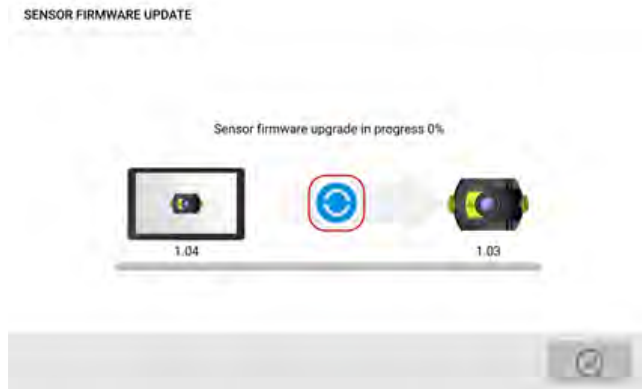 SENSOR FIRMWARE UPDATE
Sensor firmware upgrade in progress 0%
1.04
1.03